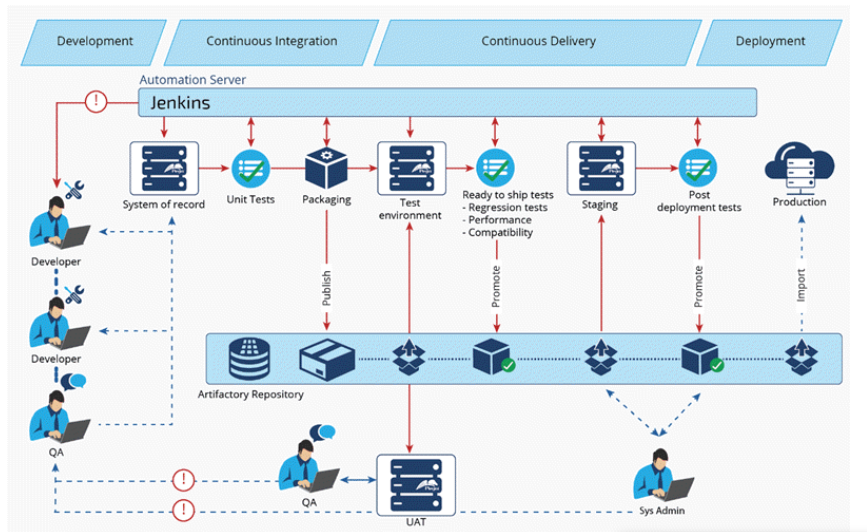 Development
Continuous Integration
Continuous Delivery
Deployment
Automation Server
Jenkins
System of record
Unit Tests
Packaging
Test
environment
Ready to ship tests
- Regression tests
- Performance
- Compatibility
Staging
Post
deployment tests
Production
Developer
Publish
Promote
Promote
Import
Developer
Artifactory Repository
QA
QA
UAT
Sys Admin